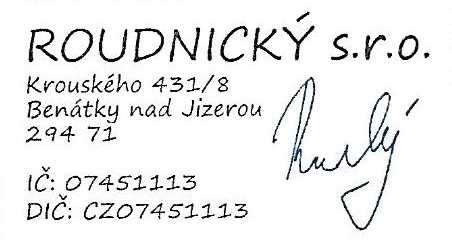 ROUDNICKÝ s.r.o.
Krouského 431/8
Benátky nad Jizerou
294 71
IČ: 07451113
DIČ: CZ07451113